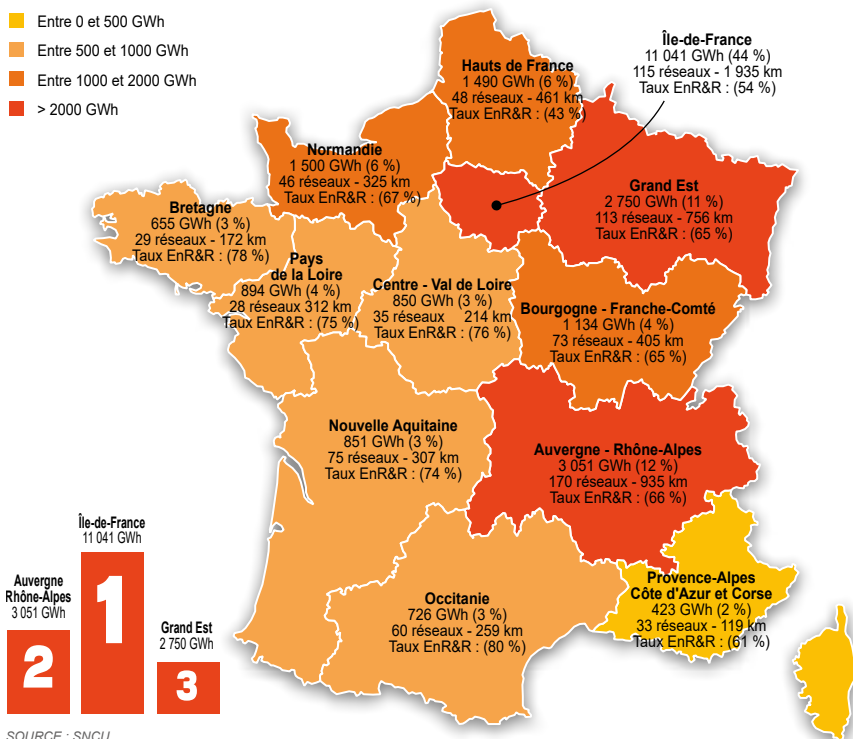 Entre 0 et 500 GWh
Entre 500 et 1000 GWh
Entre 1000 et 2000 GWh
> 2000 GWh
Île-de-France
11 041 GWh (44 %)
115 réseaux - 1 935 km
Taux EnR&R : (54 %)
Hauts de France
1 490 GWh (6 %)
48 réseaux - 461 km
Taux EnR&R : (43 %)
Normandie
1 500 GWh (6 %)
46 réseaux - 325 km
Taux EnR&R : (67 %)
Grand Est
2 750 GWh (11 %)
113 réseaux - 756 km
Taux EnR&R : (65 %)
Bretagne
655 GWh (3 %)
29 réseaux - 172 km
Taux EnR&R : (78 %)
Pays
de la Loire
894 GWh (4 %)
28 réseaux 312 km
Taux EnR&R : (75 %)
Centre - Val de Loire
850 GWh (3 %)
35 réseaux 214 km
Taux EnR&R : (76 %)
Bourgogne - Franche-Comté
1 134 GWh (4 %)
73 réseaux - 405 km
Taux EnR&R : (65 %)
Nouvelle Aquitaine
851 GWh (3 %)
75 réseaux - 307 km
Taux EnR&R : (74 %)
Auvergne - Rhône-Alpes
3 051 GWh (12 %)
170 réseaux - 935 km
Taux EnR&R : (66 %)
Occitanie
726 GWh (3 %)
60 réseaux - 259 km
Taux EnR&R : (80 %)
Provence-Alpes
Côte d'Azur et Corse
423 GWh (2 %)
33 réseaux - 119 km
Taux EnR&R : (61 %)
Île-de-France
11 041 GWh
1
Auvergne
Rhône-Alpes
3 051 GWh
2
Grand Est
2 750 GWh
3
SOURCE : SNCU